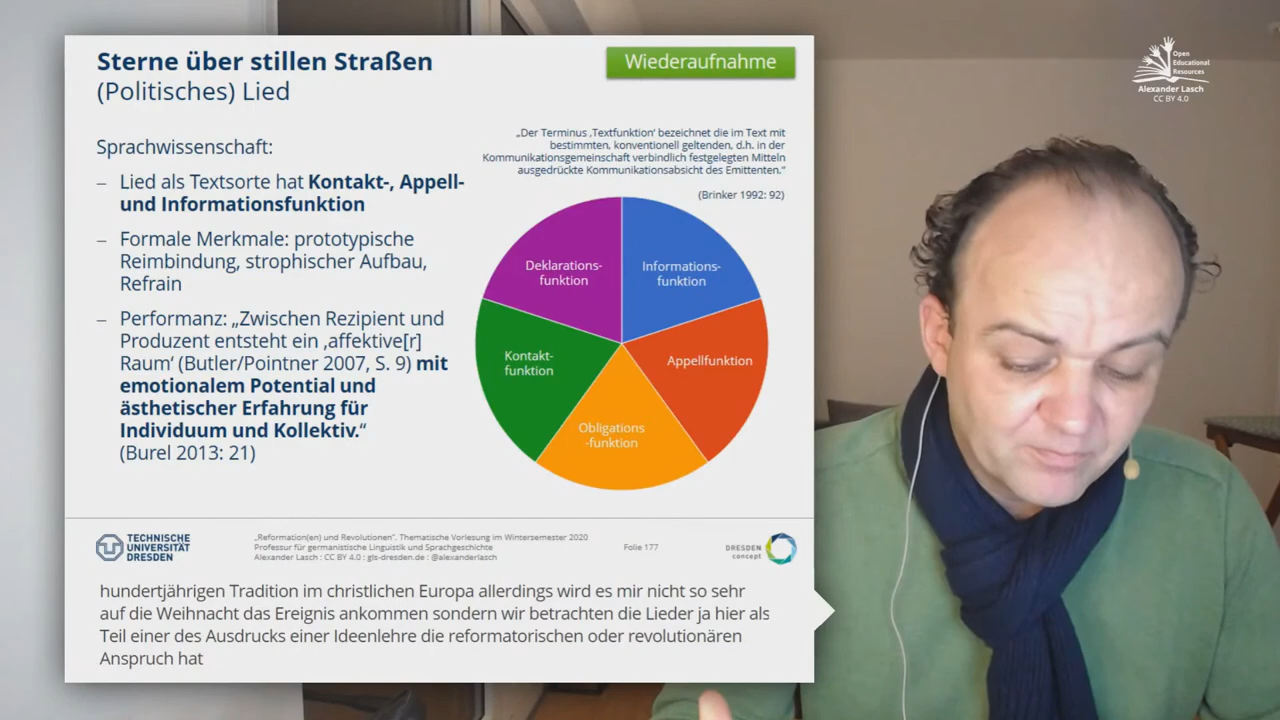 Sterne über stillen Straßen
(Politisches) Lied
Wiederaufnahme
Sprachwissenschaft:
– Lied als Textsorte hat Kontakt-, Appell-
und Informationsfunktion
– Formale Merkmale: prototypische
Reimbindung, strophischer Aufbau,
Refrain
– Performanz: „Zwischen Rezipient und
Produzent entsteht ein ‚affektive[r]
Raum‘ (Butler/Pointner 2007, S. 9) mit
emotionalem Potential und
ästhetischer Erfahrung für
Individuum und Kollektiv.“
(Burel 2013: 21)
„Der Terminus ‚Textfunktion‘ bezeichnet die im Text mit
bestimmten, konventionell geltenden, d.h. in der
Kommunikationsgemeinschaft verbindlich festgelegten Mitteln
ausgedrückte Kommunikationsabsicht des Emittenten.“
(Brinker 1992: 92)
Deklarations-
funktion
Informations-
funktion
Kontakt-
funktion
Appellfunktion
Obligations
-funktion
TECHNISCHE
UNIVERSITÄT
DRESDEN
„Reformation(en) und Revolutionen“. Thematische Vorlesung im Wintersemester 2020
Professur für germanistische Linguistik und Sprachgeschichte
Alexander Lasch : CC BY 4.0 : gls-dresden.de : @alexanderlasch
Folie 177
DRESDEN
concept
hundertjährigen Tradition im christlichen Europa allerdings wird es mir nicht so sehr
auf die Weihnacht das Ereignis ankommen sondern wir betrachten die Lieder ja hier als
Teil einer des Ausdrucks einer Ideenlehre die reformatorischen oder revolutionären
Anspruch hat
Open
Educational
Resources
Alexander Lasch
CC BY 4.0